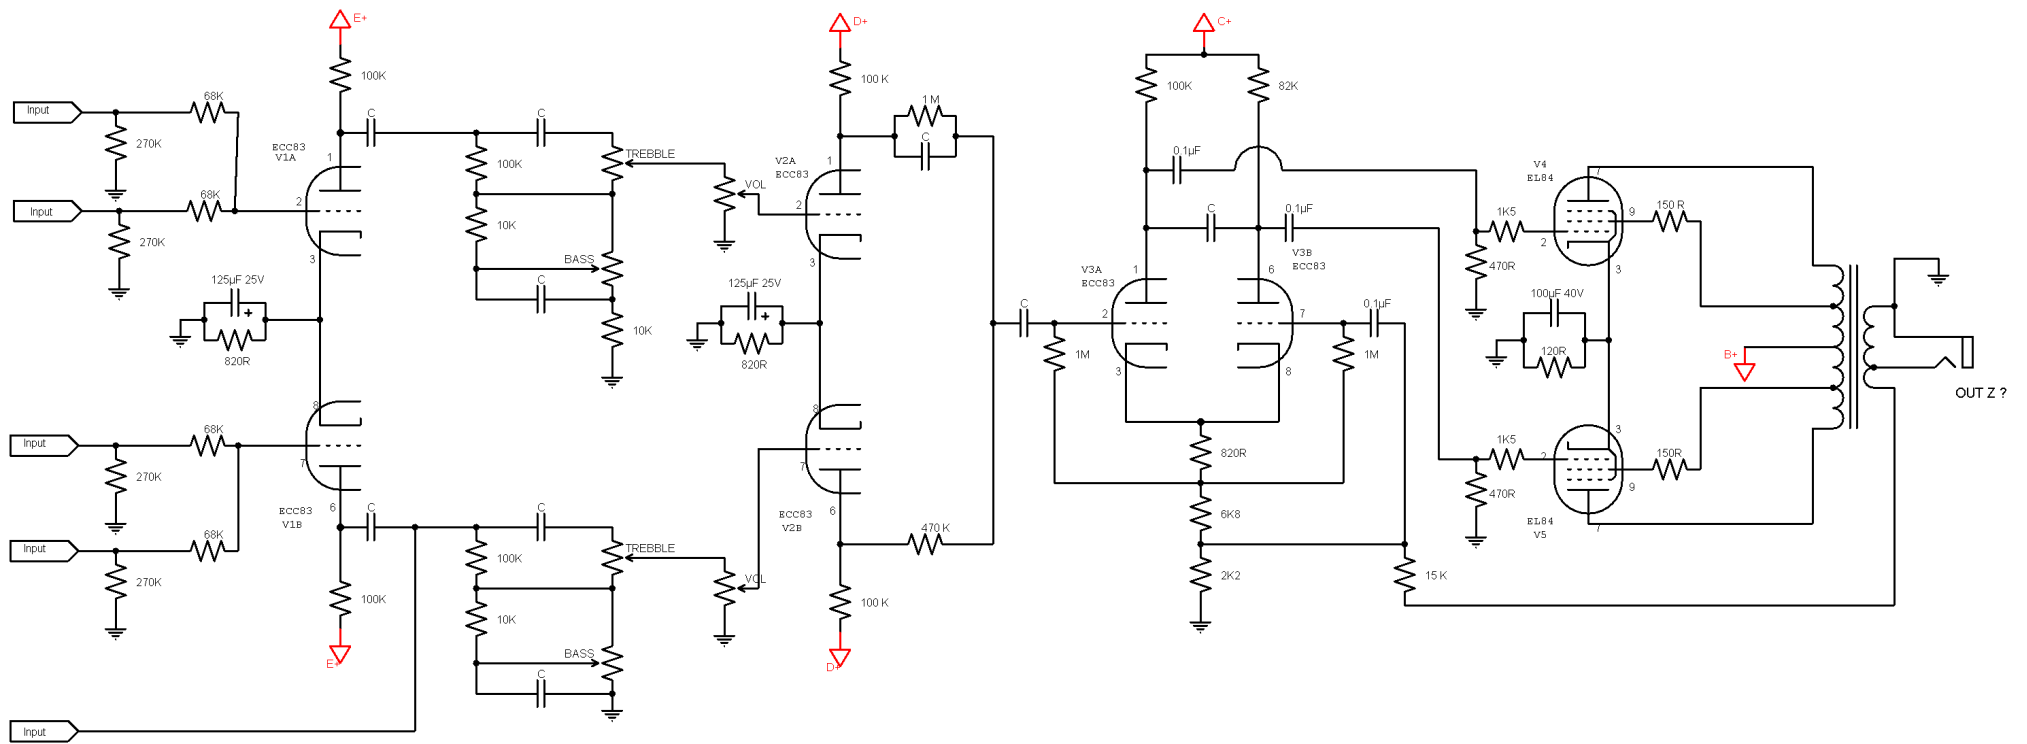 E+
D+
C+
100K
100 K
1M
100K
82K
Input
68K
270K
C
C
C
ECC83
V1A
1
100K
TREBBLE
V2A
ECC83
1
0.1µF
V4
EL84
7
Input
68K
270K
2
10K
VOL
2
C
0.1µF
1K5
9
150 R
2
3
BASS
3
V3A
ECC83
1
6
V3B
ECC83
470R
3
125µF 25V
+
820R
C
125µF 25V
+
820R
10K
C
2
7
0.1µF
1M
1M
3
8
100µF 40V
120R
B+
OUT Z ?
8
8
Input
68K
270K
7
7
820R
1K5
2
3
150R
9
470R
ECC83
V1B
6
C
C
ECC83
V2B
6
470 K
6K8
EL84
V5
7
Input
68K
270K
100K
TREBBLE
VOL
100K
10K
100 K
2K2
15 K
E+
BASS
C
D+
Input